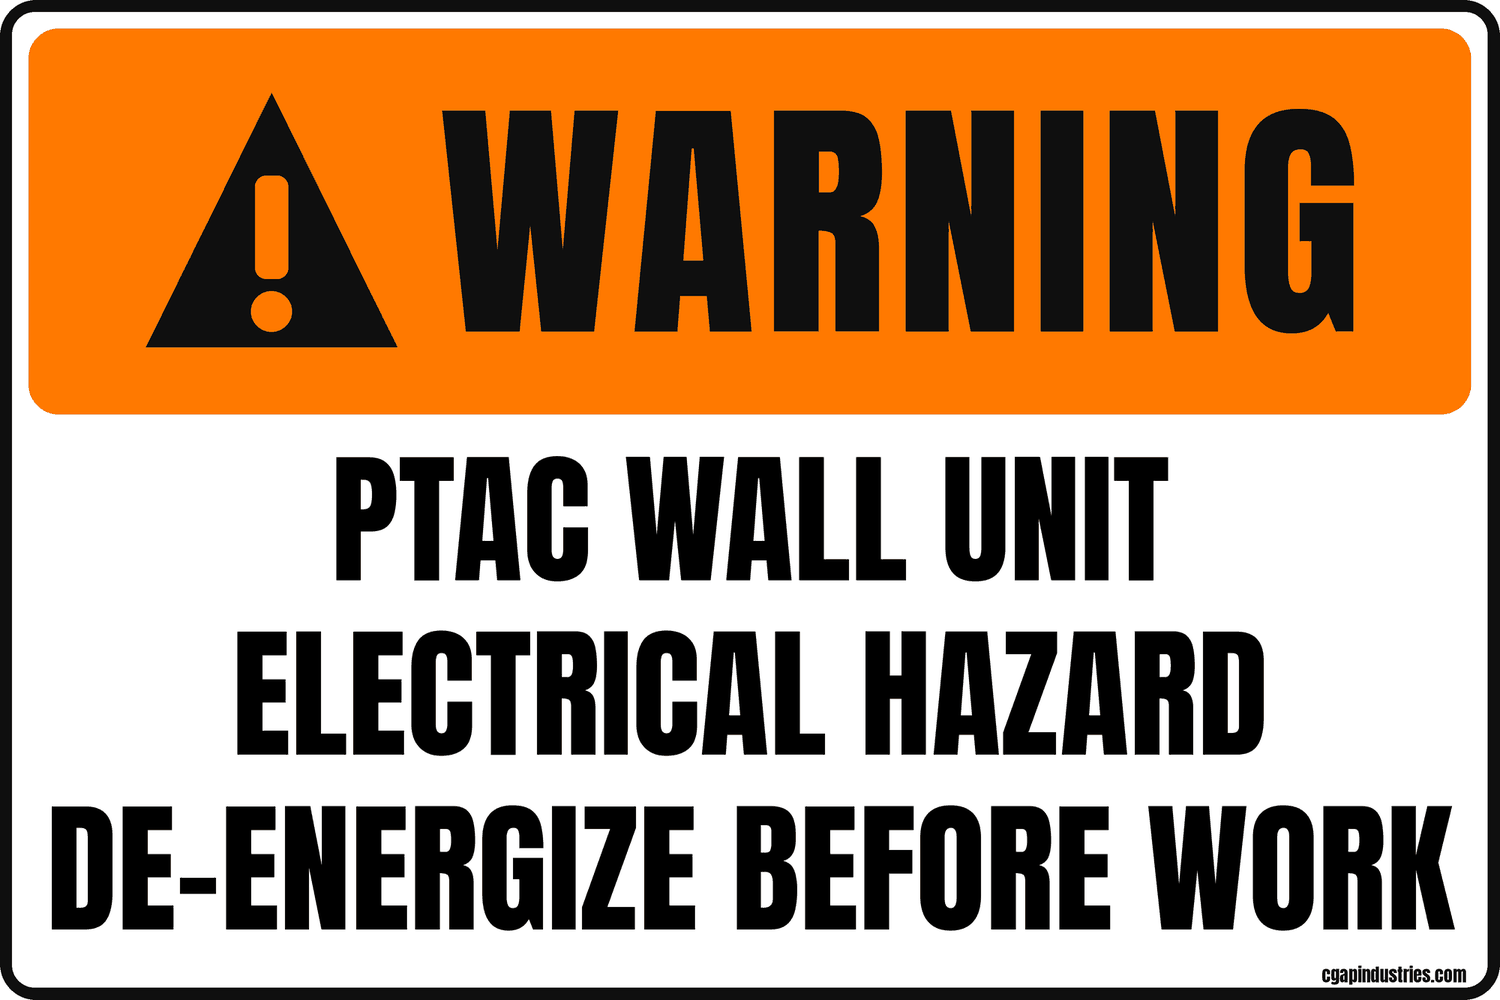 WARNING
PTAC WALL UNIT
ELECTRICAL HAZARD
DE-ENERGIZE BEFORE WORK
cgapindustries.com